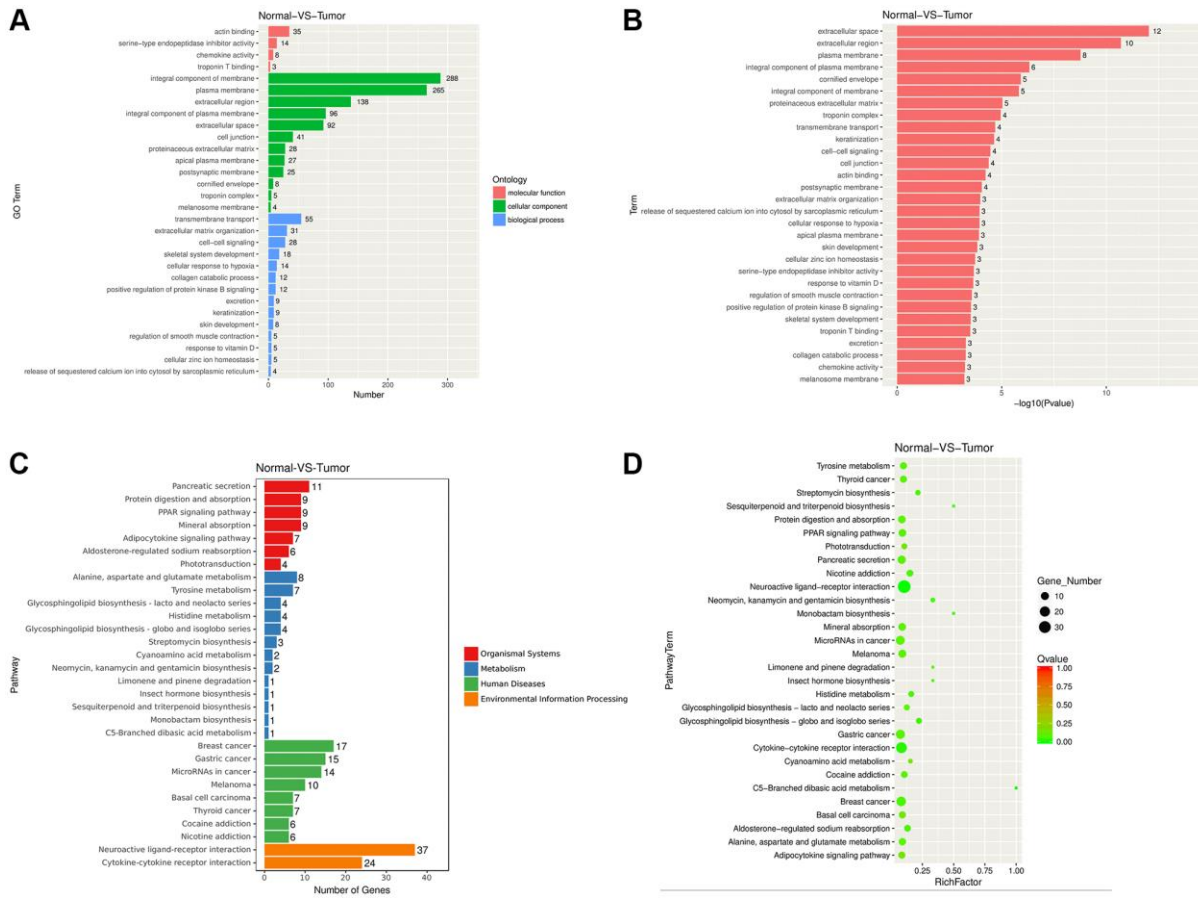 A
Normal-VS-Tumor
GO Term
actin binding 35
serine-type endopeptidase inhibitor activity 14
chemokine activity 8
troponin T binding 3
integral component of membrane 288
plasma membrane 265
extracellular region 138
integral component of plasma membrane 96
extracellular space 92
cell junction 41
proteinaceous extracellular matrix 28
apical plasma membrane 27
postsynaptic membrane 25
cornified envelope 8
troponin complex 5
melanosome membrane 4
transmembrane transport 55
extracellular matrix organization 31
cell-cell signaling 28
skeletal system development 18
cellular response to hypoxia 14
collagen catabolic process 12
positive regulation of protein kinase B signaling 12
excretion 9
keratinization 9
skin development 8
regulation of smooth muscle contraction 5
response to vitamin D 5
cellular zinc ion homeostasis 5
release of sequestered calcium ion into cytosol by sarcoplasmic reticulum 4
0 100 200 300
Number
Ontology
molecular function
cellular component
biological process
B
Normal-VS-Tumor
Term
extracellular space 12
extracellular region 10
plasma membrane 8
integral component of plasma membrane 6
cornified envelope 5
integral component of membrane 5
proteinaceous extracellular matrix 5
troponin complex 4
transmembrane transport 4
keratinization 4
cell-cell signaling 4
cell junction 4
actin binding 4
postsynaptic membrane 4
extracellular matrix organization 3
release of sequestered calcium ion into cytosol by sarcoplasmic reticulum 3
cellular response to hypoxia 3
apical plasma membrane 3
skin development 3
cellular zinc ion homeostasis 3
serine-type endopeptidase inhibitor activity 3
response to vitamin D 3
regulation of smooth muscle contraction 3
positive regulation of protein kinase B signaling 3
skeletal system development 3
troponin T binding 3
excretion 3
collagen catabolic process 3
chemokine activity 3
melanosome membrane 3
0 5 10
-log10(Pvalue)
C
Normal-VS-Tumor
Pathway
Pancreatic secretion 11
Protein digestion and absorption 9
PPAR signaling pathway 9
Mineral absorption 9
Adipocytokine signaling pathway 7
Aldosterone-regulated sodium reabsorption 6
Phototransduction 4
Alanine, aspartate and glutamate metabolism 8
Tyrosine metabolism 7
Glycosphingolipid biosynthesis - lacto and neolacto series 4
Histidine metabolism 4
Glycosphingolipid biosynthesis - globo and isoglobo series 4
Streptomycin biosynthesis 3
Cyanoamino acid metabolism 2
Neomycin, kanamycin and gentamicin biosynthesis 2
Limonene and pinene degradation 1
Insect hormone biosynthesis 1
Sesquiterpenoid and triterpenoid biosynthesis 1
Monobactam biosynthesis 1
C5-Branched dibasic acid metabolism 1
Breast cancer 17
Gastric cancer 15
MicroRNAs in cancer 14
Melanoma 10
Basal cell carcinoma 7
Thyroid cancer 7
Cocaine addiction 6
Nicotine addiction 6
Neuroactive ligand-receptor interaction 37
Cytokine-cytokine receptor interaction 24
0 10 20 30 40
Number of Genes
Organismal Systems
Metabolism
Human Diseases
Environmental Information Processing
D
Normal-VS-Tumor
PathwayTerm
Tyrosine metabolism
Thyroid cancer
Streptomycin biosynthesis
Sesquiterpenoid and triterpenoid biosynthesis
Protein digestion and absorption
PPAR signaling pathway
Phototransduction
Pancreatic secretion
Nicotine addiction
Neuroactive ligand-receptor interaction
Neomycin, kanamycin and gentamicin biosynthesis
Monobactam biosynthesis
Mineral absorption
MicroRNAs in cancer
Melanoma
Limonene and pinene degradation
Insect hormone biosynthesis
Histidine metabolism
Glycosphingolipid biosynthesis - lacto and neolacto series
Glycosphingolipid biosynthesis - globo and isoglobo series
Gastric cancer
Cytokine-cytokine receptor interaction
Cyanoamino acid metabolism
Cocaine addiction
C5-Branched dibasic acid metabolism
Breast cancer
Basal cell carcinoma
Aldosterone-regulated sodium reabsorption
Alanine, aspartate and glutamate metabolism
Adipocytokine signaling pathway
0.25 0.50 0.75 1.00
RichFactor
Gene_Number
10
20
30
Qvalue
1.00
0.75
0.50
0.25
0.00